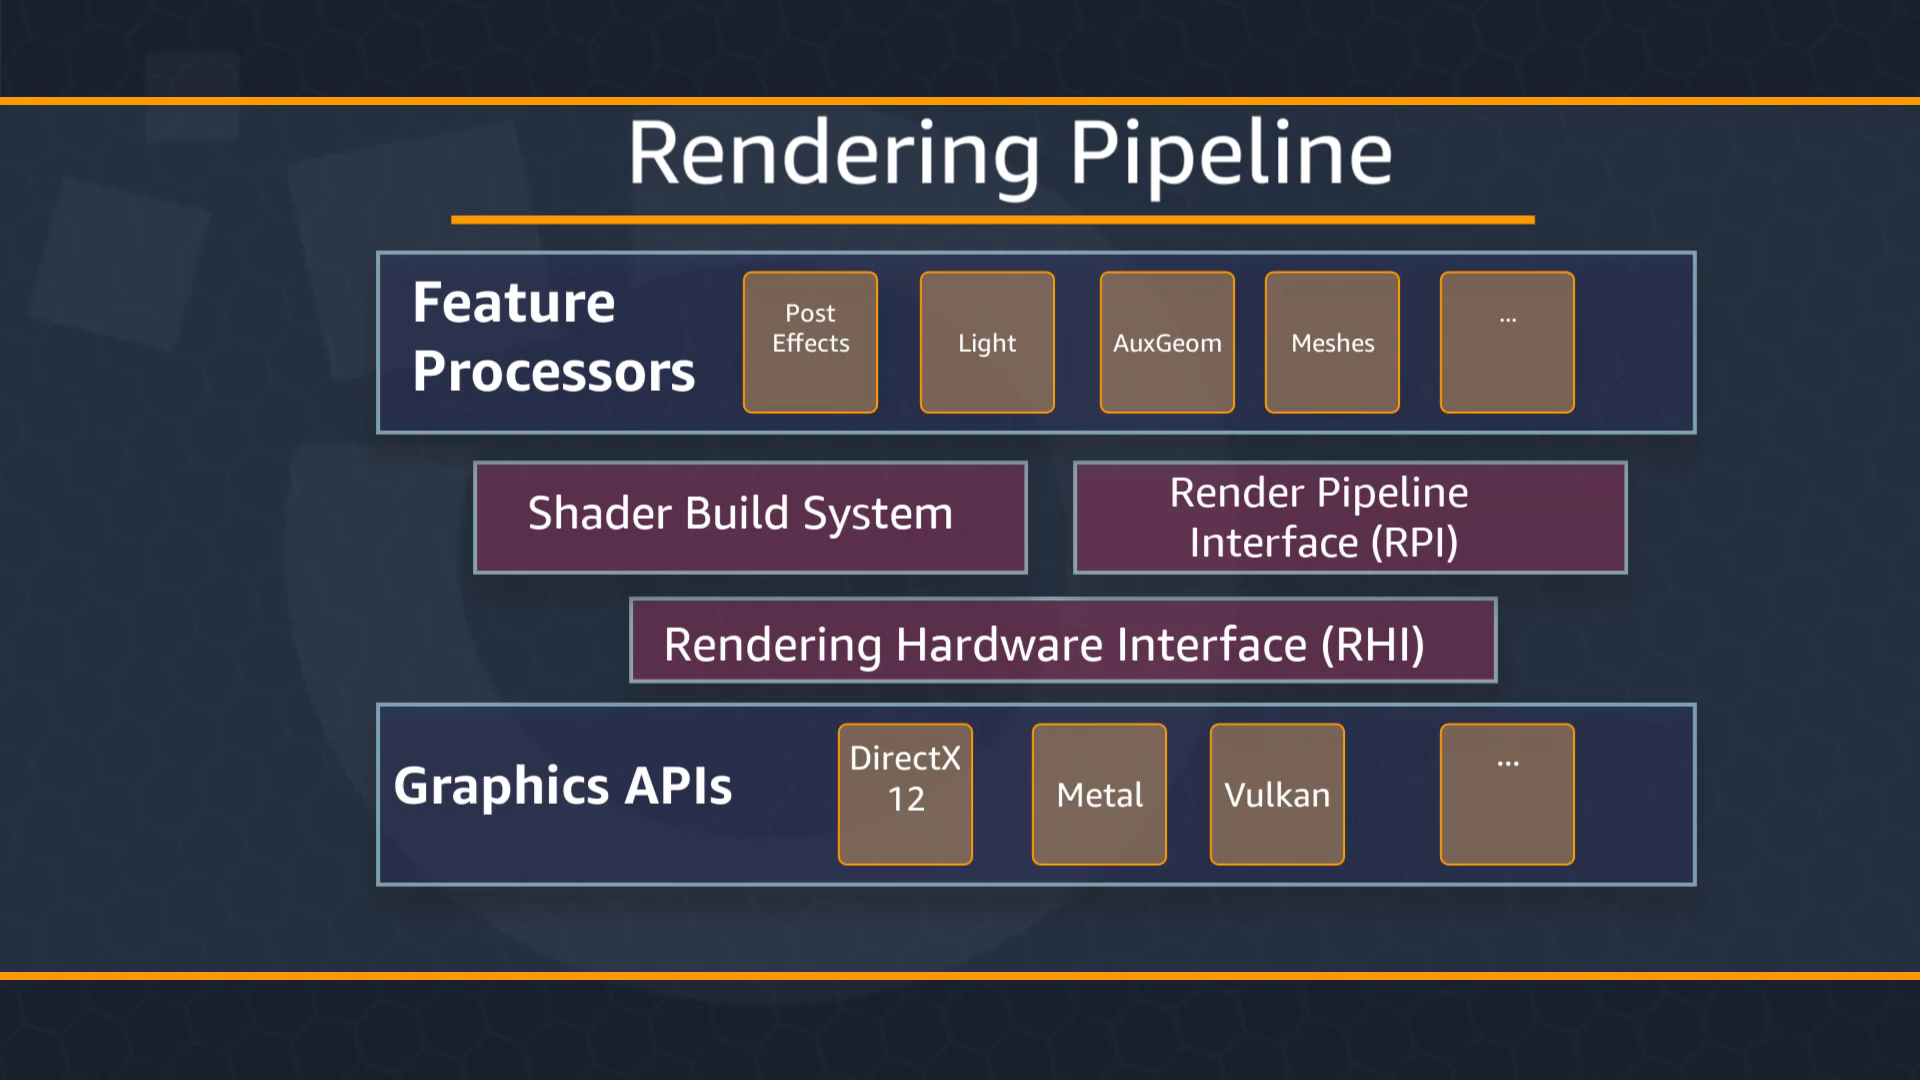 Rendering Pipeline
Feature
Processors
Post
Effects
Light
AuxGeom
Meshes
...
Shader Build System
Render Pipeline
Interface (RPI)
Rendering Hardware Interface (RHI)
Graphics APIs
DirectX
12
Metal
Vulkan
...